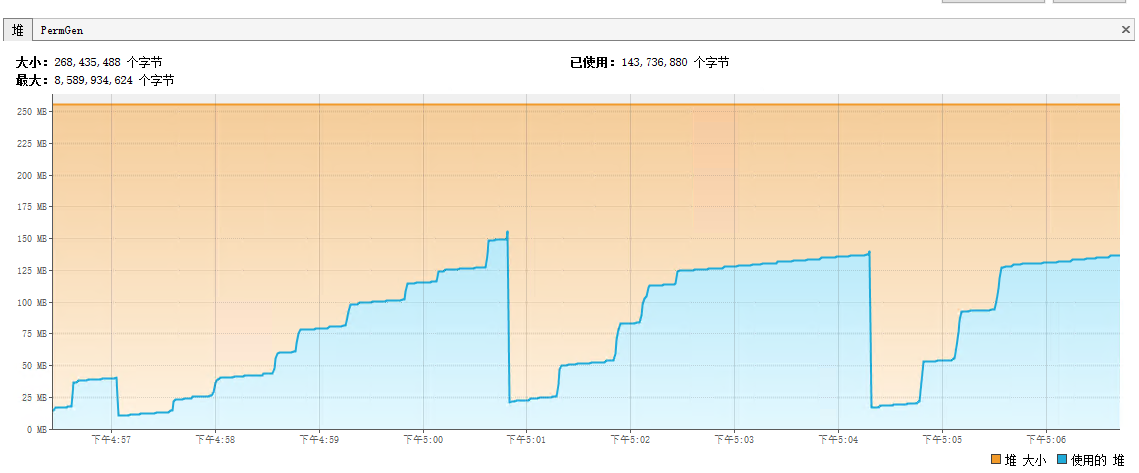 堆 PermGen
大小： 268,435,488 个字节 已使用： 143,736,880 个字节
最大： 8,589,934,624 个字节
250 MB
225 MB
200 MB
175 MB
150 MB
125 MB
100 MB
75 MB
50 MB
25 MB
0 MB
下午4:57 下午4:58 下午4:59 下午5:00 下午5:01 下午5:02 下午5:03 下午5:04 下午5:05 下午5:06
堆 大小 使用的 堆